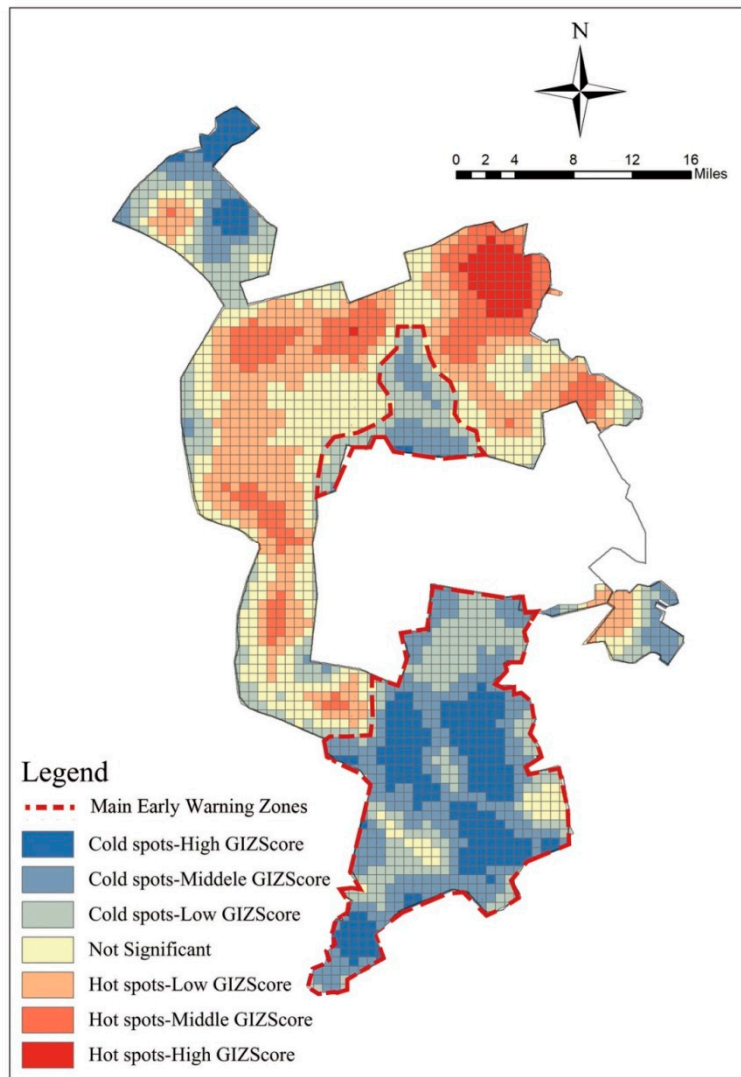 N
0 2 4 8 12 16
Miles
Legend
Main Early Warning Zones
Cold spots-High GIZScore
Cold spots-Middele GIZScore
Cold spots-Low GIZScore
Not Significant
Hot spots-Low GIZScore
Hot spots-Middle GIZScore
Hot spots-High GIZScore